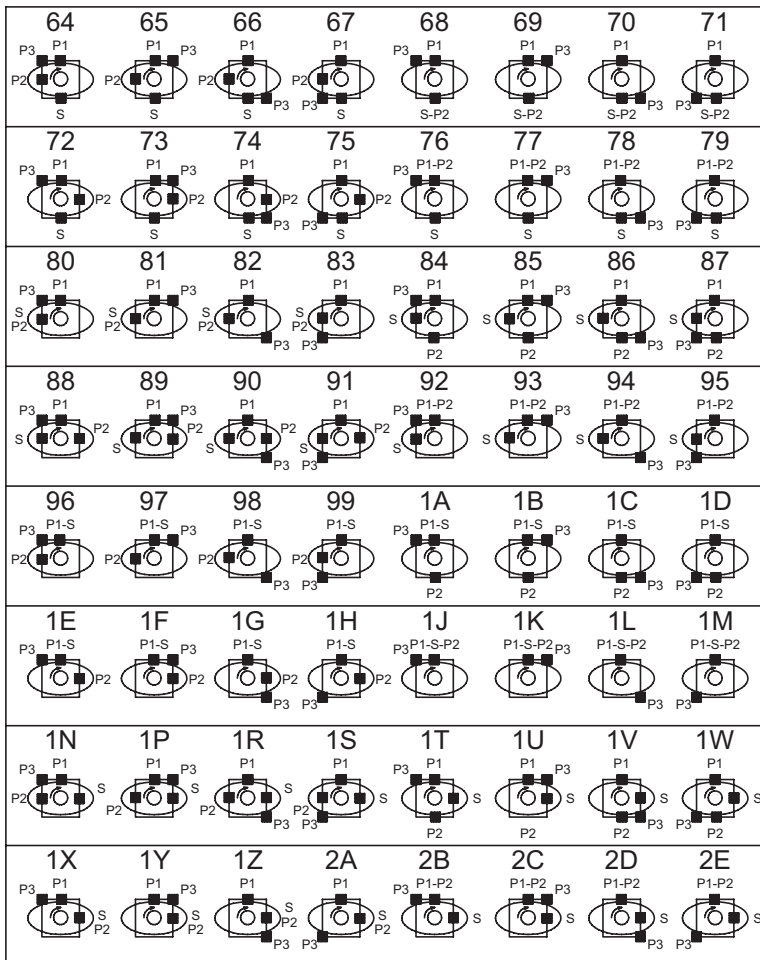 64 65 66 67 68 69 70 71
P3 P1 P1 P3 P1 P1 P3 P1 P1 P3 P1 P1
P2 P2 P2 P2
P3 P3 P3 P3
S S S S S-P2 S-P2 S-P2 S-P2
72 73 74 75 76 77 78 79
P3 P1 P1 P3 P1 P1 P3 P1-P2 P1-P2 P3 P1-P2 P1-P2
P2 P2 P2 P2
P3 P3 P3 P3
S S S S S S S S
80 81 82 83 84 85 86 87
P3 P1 P1 P3 P1 P1 P3 P1 P1 P3 P1 P1
S S S S S S S S
P2 P2 P2 P2
P3 P3 P3 P3
P2 P2 P2 P2
88 89 90 91 92 93 94 95
P3 P1 P1 P3 P1 P1 P3 P1-P2 P1-P2 P3 P1-P2 P1-P2
P2 P2 P2 P2
S S S S S S S S
P3 P3 P3 P3
96 97 98 99 1A 1B 1C 1D
P3 P1-S P1-S P3 P1-S P1-S P3 P1-S P1-S P3 P1-S P1-S
P2 P2 P2 P2
P3 P3 P3 P3
P2 P2 P2 P2
1E 1F 1G 1H 1J 1K 1L 1M
P3 P1-S P1-S P3 P1-S P1-S P3 P1-S-P2 P1-S-P2 P3 P1-S-P2 P1-S-P2
P2 P2 P2 P2
P3 P3 P3 P3
1N 1P 1R 1S 1T 1U 1V 1W
P3 P1 P1 P3 P1 P1 P3 P1 P1 P3 P1 P1
S S S S S S S S
P2 P2 P2 P2
P3 P3 P3 P3
P2 P2 P2 P2
1X 1Y 1Z 2A 2B 2C 2D 2E
P3 P1 P1 P3 P1 P1 P3 P1-P2 P1-P2 P3 P1-P2 P1-P2
S S S S S S S S
P2 P2 P2 P2
P3 P3 P3 P3